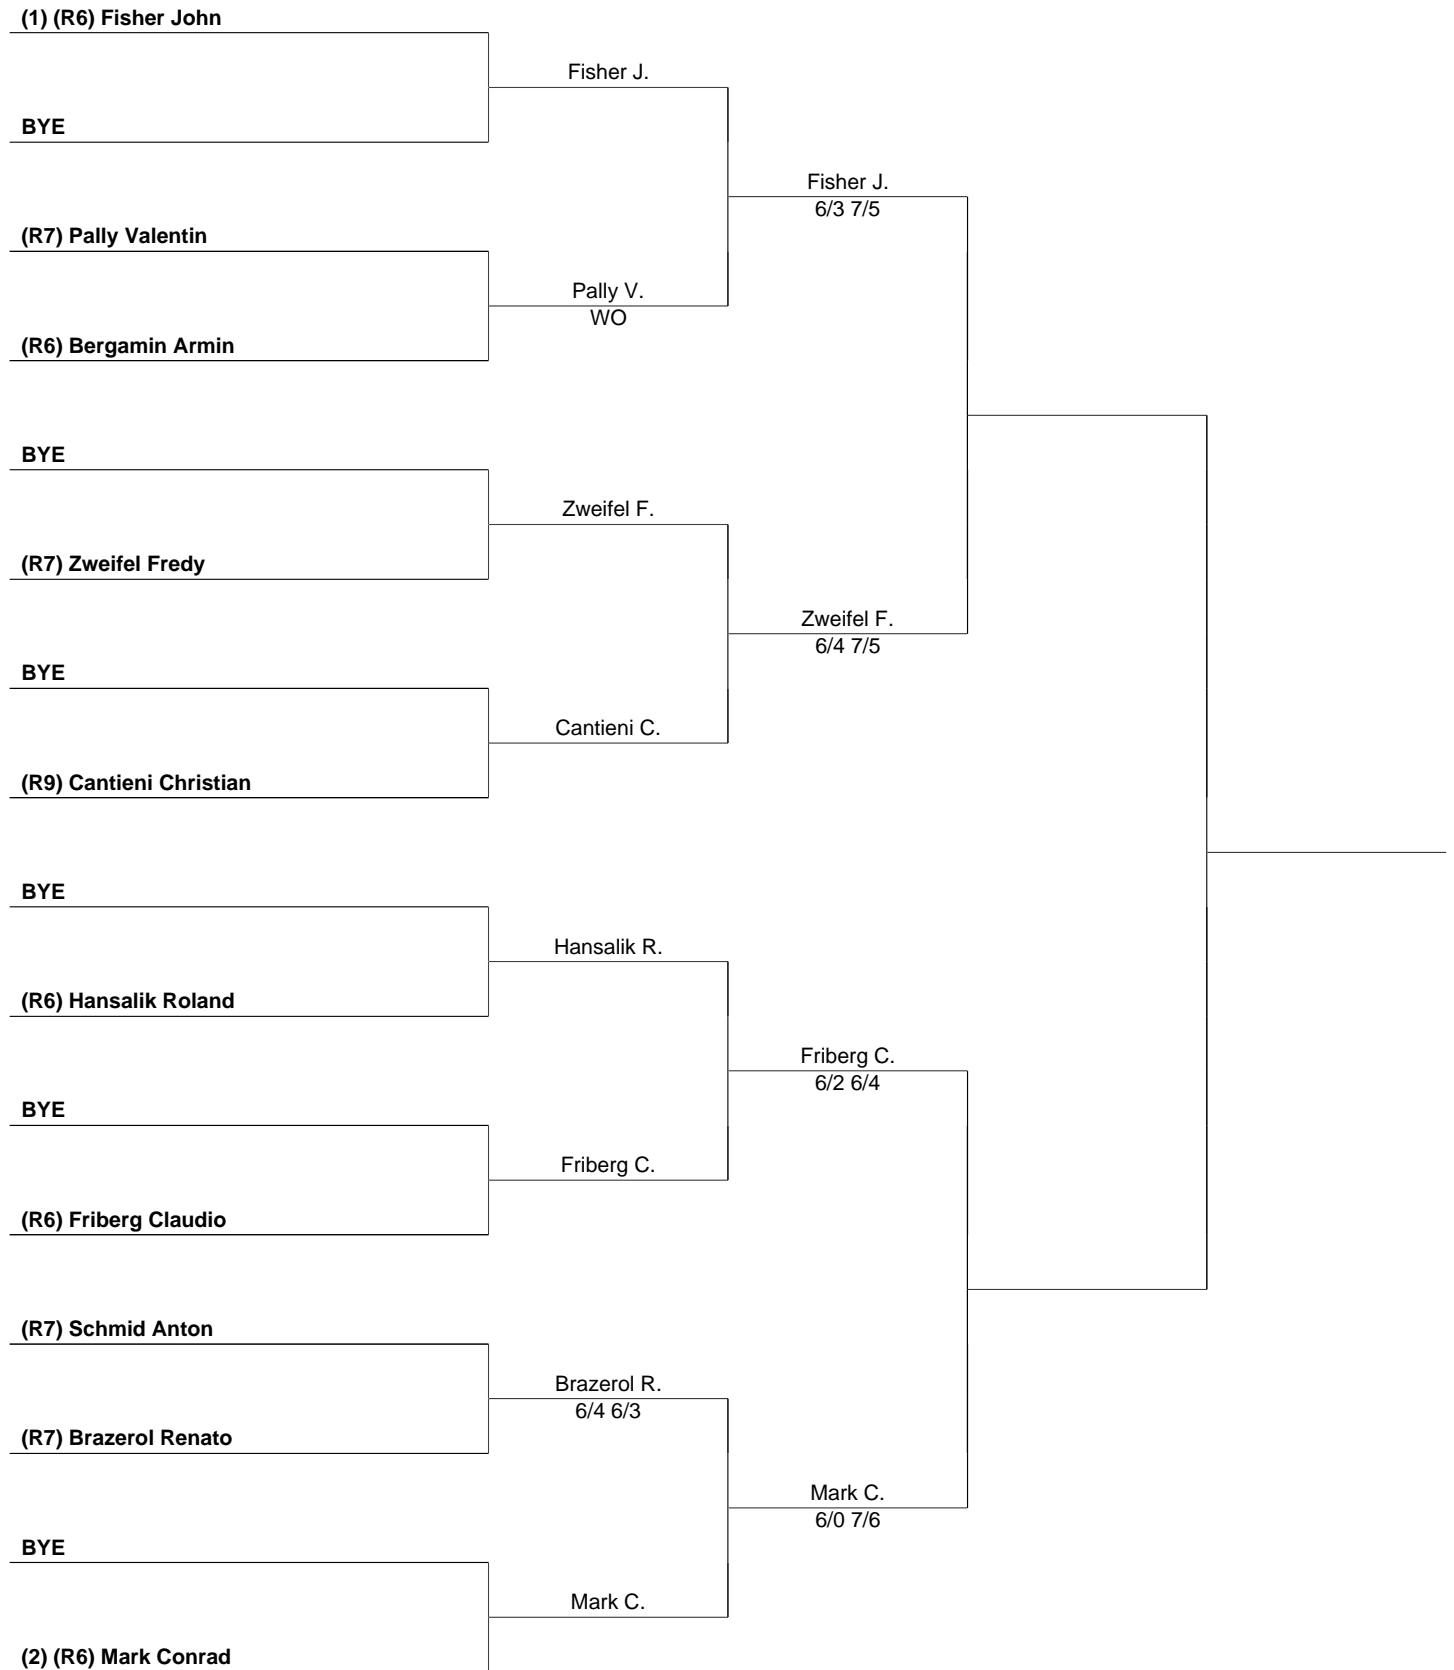 (1) (R6) Fisher John
Fisher J.
BYE
Fisher J.
6/3 7/5
(R7) Pally Valentin
Pally V.
WO
(R6) Bergamin Armin
BYE
Zweifel F.
(R7) Zweifel Fredy
Zweifel F.
6/4 7/5
BYE
Cantieni C.
(R9) Cantieni Christian
BYE
Hansalik R.
(R6) Hansalik Roland
Friberg C.
6/2 6/4
BYE
Friberg C.
(R6) Friberg Claudio
(R7) Schmid Anton
Brazerol R.
6/4 6/3
(R7) Brazerol Renato
Mark C.
6/0 7/6
BYE
Mark C.
(2) (R6) Mark Conrad